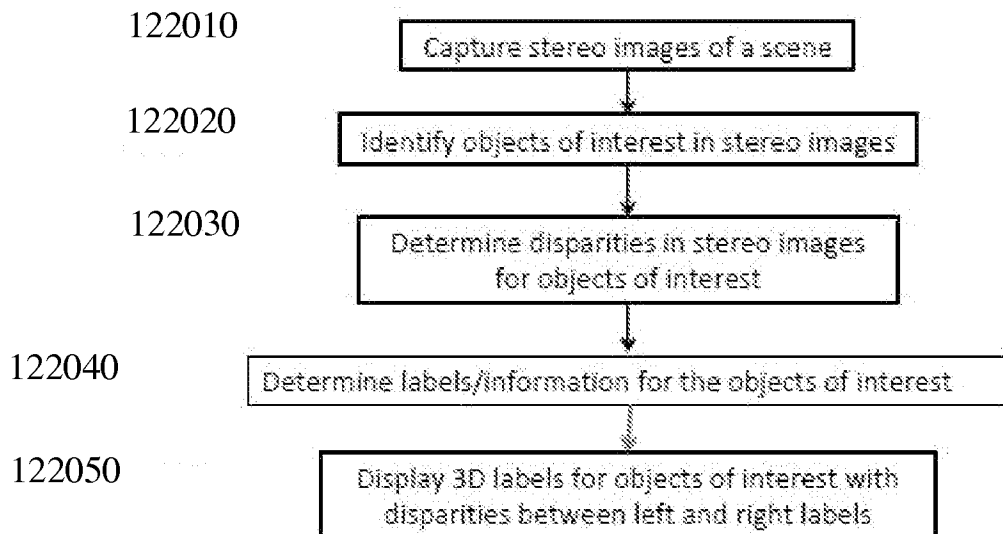 122010
Capture stereo images of a scene
122020
Identify objects of interest in stereo images
122030
Determine disparities in stereo images
for objects of interest
122040
Determine labels/information for the objects of interest
122050
Display 3D labels for objects of interest with
disparities between left and right labels